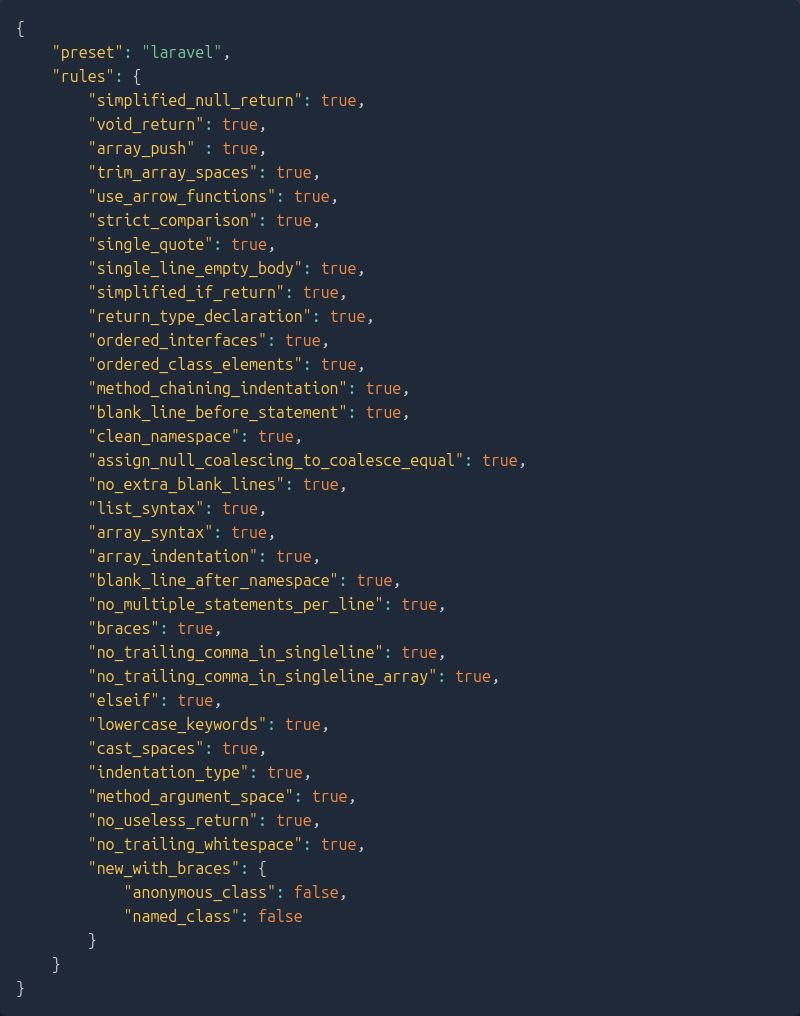 {
    "preset": "laravel",
    "rules": {
        "simplified_null_return": true,
        "void_return": true,
        "array_push" : true,
        "trim_array_spaces": true,
        "use_arrow_functions": true,
        "strict_comparison": true,
        "single_quote": true,
        "single_line_empty_body": true,
        "simplified_if_return": true,
        "return_type_declaration": true,
        "ordered_interfaces": true,
        "ordered_class_elements": true,
        "method_chaining_indentation": true,
        "blank_line_before_statement": true,
        "clean_namespace": true,
        "assign_null_coalescing_to_coalesce_equal": true,
        "no_extra_blank_lines": true,
        "list_syntax": true,
        "array_syntax": true,
        "array_indentation": true,
        "blank_line_after_namespace": true,
        "no_multiple_statements_per_line": true,
        "braces": true,
        "no_trailing_comma_in_singleline": true,
        "no_trailing_comma_in_singleline_array": true,
        "elseif": true,
        "lowercase_keywords": true,
        "cast_spaces": true,
        "indentation_type": true,
        "method_argument_space": true,
        "no_useless_return": true,
        "no_trailing_whitespace": true,
        "new_with_braces": {
            "anonymous_class": false,
            "named_class": false
        }
    }
}